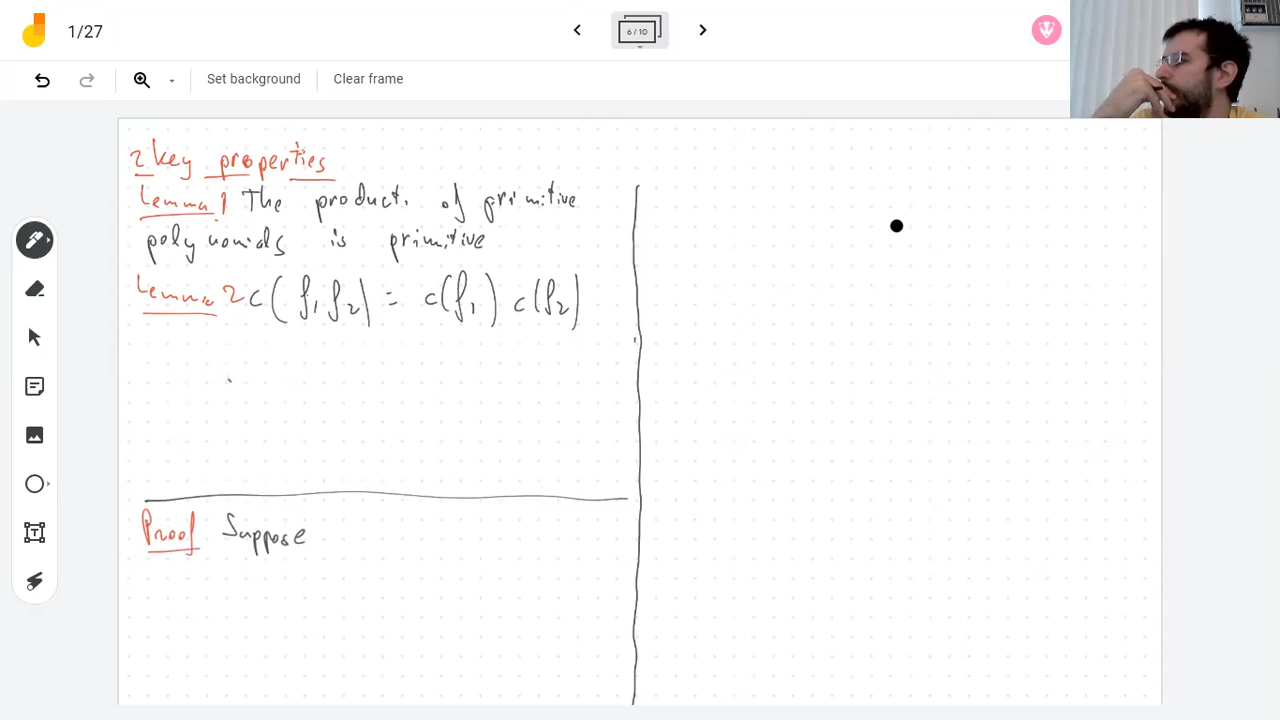 1/27
6/10
Set background
Clear frame
2 key properties
Lemma 1 The product of primitive
polynomials is primitive
Lemma 2 c(f₁f₂) = c(f₁) c(f₂)
Proof Suppose